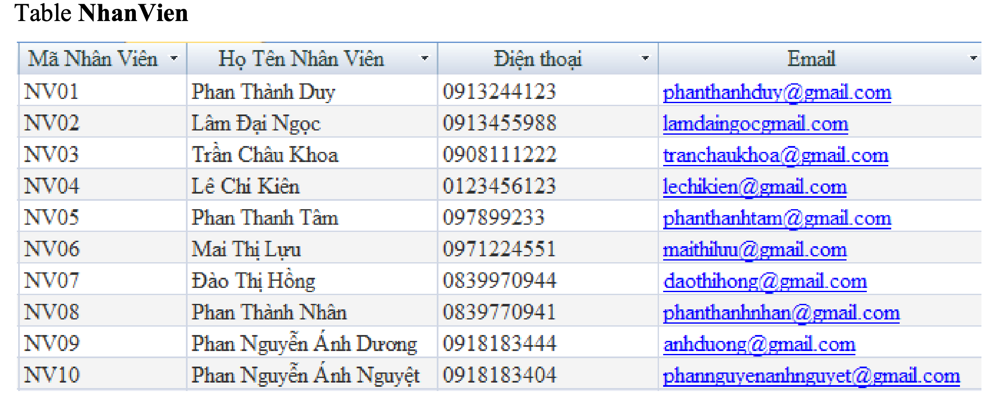 Table NhanVien
Mã Nhân Viên Họ Tên Nhân Viên Điện thoại Email
NV01 Phan Thành Duy 0913244123 phanthanhduy@gmail.com
NV02 Lâm Đại Ngọc 0913455988 lamdaingocgmail.com
NV03 Trần Châu Khoa 0908111222 tranchaukhoa@gmail.com
NV04 Lê Chí Kiên 0123456123 lechikien@gmail.com
NV05 Phan Thanh Tâm 097899233 phanthanhtam@gmail.com
NV06 Mai Thị Lựu 0971224551 maithiluu@gmail.com
NV07 Đào Thị Hồng 0839970944 daothihong@gmail.com
NV08 Phan Thành Nhân 0839770941 phanthanhnhan@gmail.com
NV09 Phan Nguyễn Ánh Dương 0918183444 anhduong@gmail.com
NV10 Phan Nguyễn Ánh Nguyệt 0918183404 phannguyenanhnguyet@gmail.com